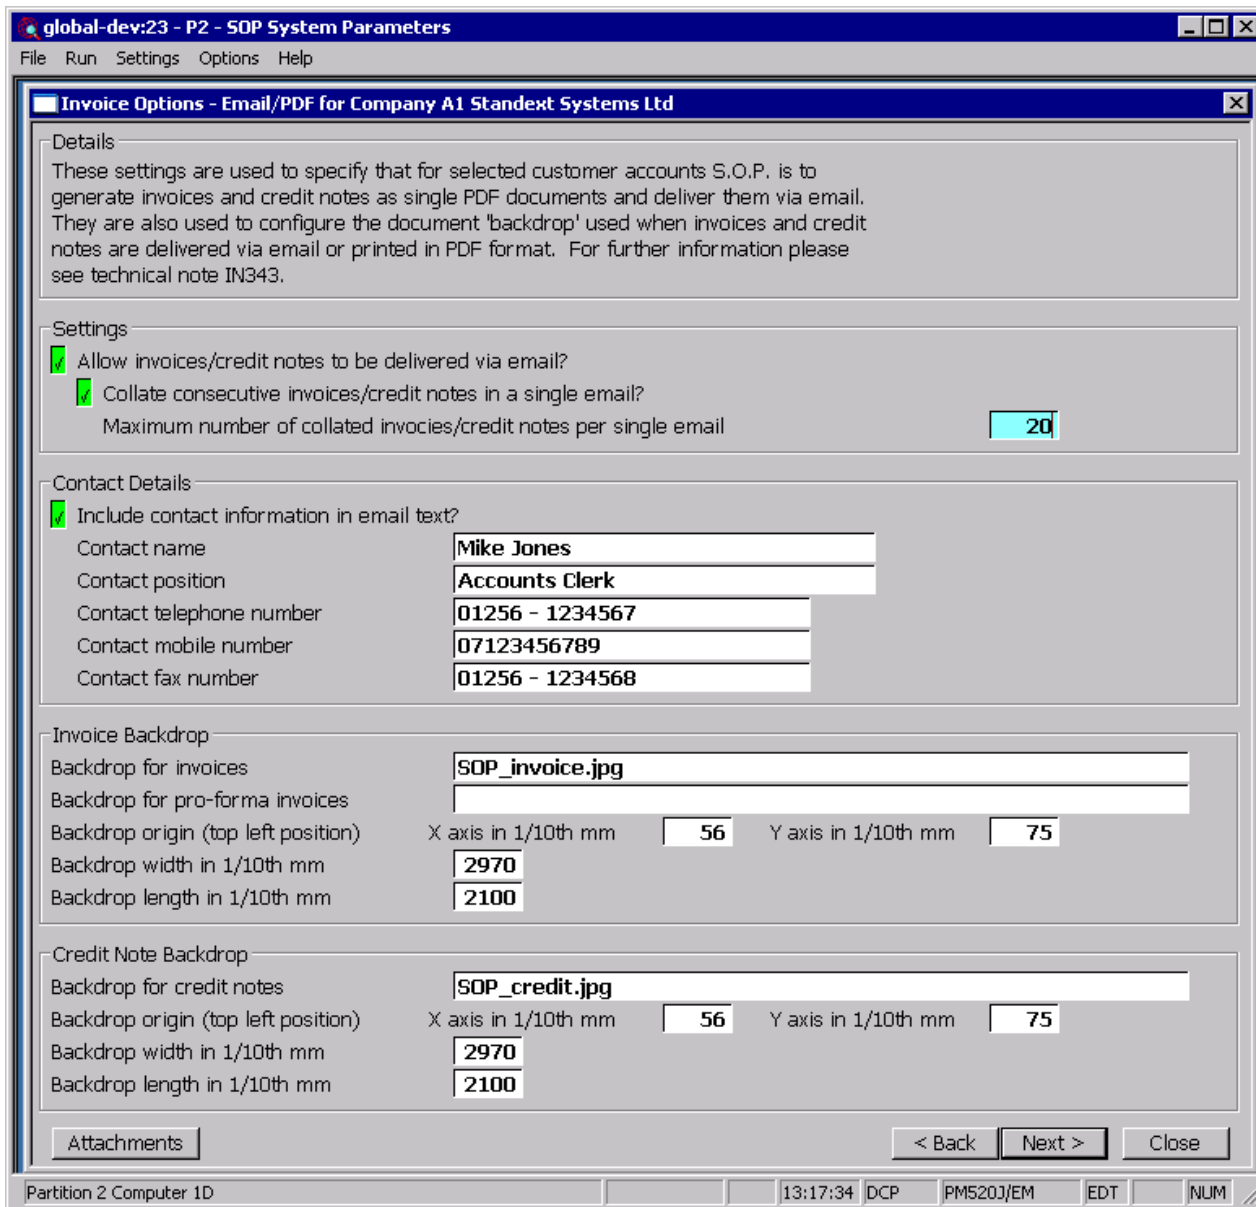 global-dev:23 - P2 - SOP System Parameters
File Run Settings Options Help
Invoice Options - Email/PDF for Company A1 Standext Systems Ltd
Details
These settings are used to specify that for selected customer accounts S.O.P. is to
generate invoices and credit notes as single PDF documents and deliver them via email.
They are also used to configure the document 'backdrop' used when invoices and credit
notes are delivered via email or printed in PDF format. For further information please
see technical note IN343.
Settings
Allow invoices/credit notes to be delivered via email?
Collate consecutive invoices/credit notes in a single email?
Maximum number of collated invocies/credit notes per single email 20
Contact Details
Include contact information in email text?
Contact name Mike Jones
Contact position Accounts Clerk
Contact telephone number 01256 - 1234567
Contact mobile number 07123456789
Contact fax number 01256 - 1234568
Invoice Backdrop
Backdrop for invoices SOP_invoice.jpg
Backdrop for pro-forma invoices
Backdrop origin (top left position) X axis in 1/10th mm 56 Y axis in 1/10th mm 75
Backdrop width in 1/10th mm 2970
Backdrop length in 1/10th mm 2100
Credit Note Backdrop
Backdrop for credit notes SOP_credit.jpg
Backdrop origin (top left position) X axis in 1/10th mm 56 Y axis in 1/10th mm 75
Backdrop width in 1/10th mm 2970
Backdrop length in 1/10th mm 2100
Attachments < Back Next > Close
Partition 2 Computer 1D 13:17:34 DCP PM520J/EM EDT NUM